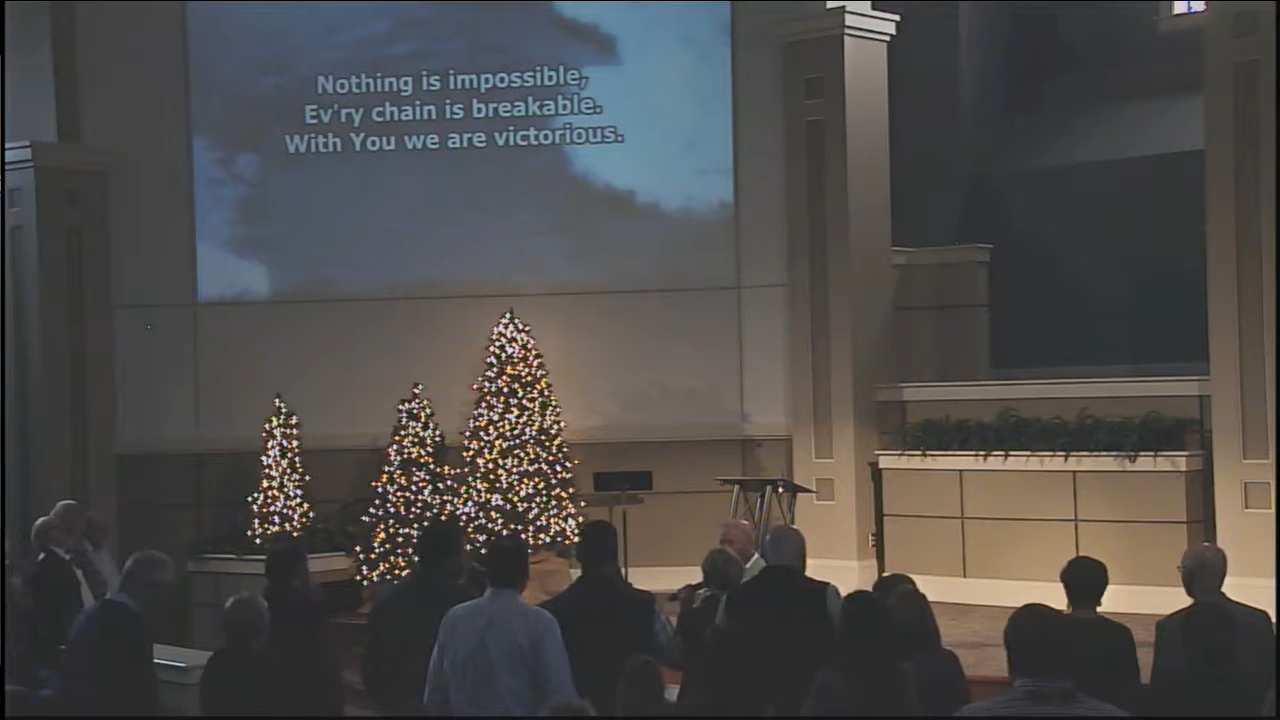 Nothing is impossible,
Ev'ry chain is breakable.
With You we are victorious.